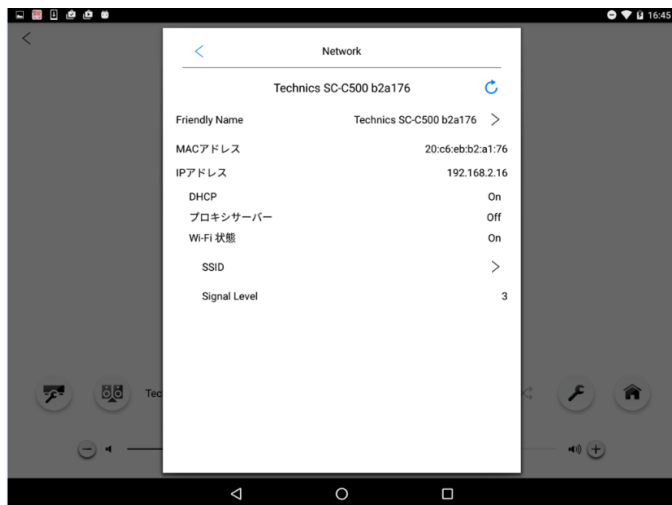 16:45
Network
Technics SC-C500 b2a176
Friendly Name Technics SC-C500 b2a176
MACアドレス 20:c6:eb:b2:a1:76
IPアドレス 192.168.2.16
DHCP On
プロキシサーバー Off
Wi-Fi 状態 On
SSID
Signal Level 3
Tec